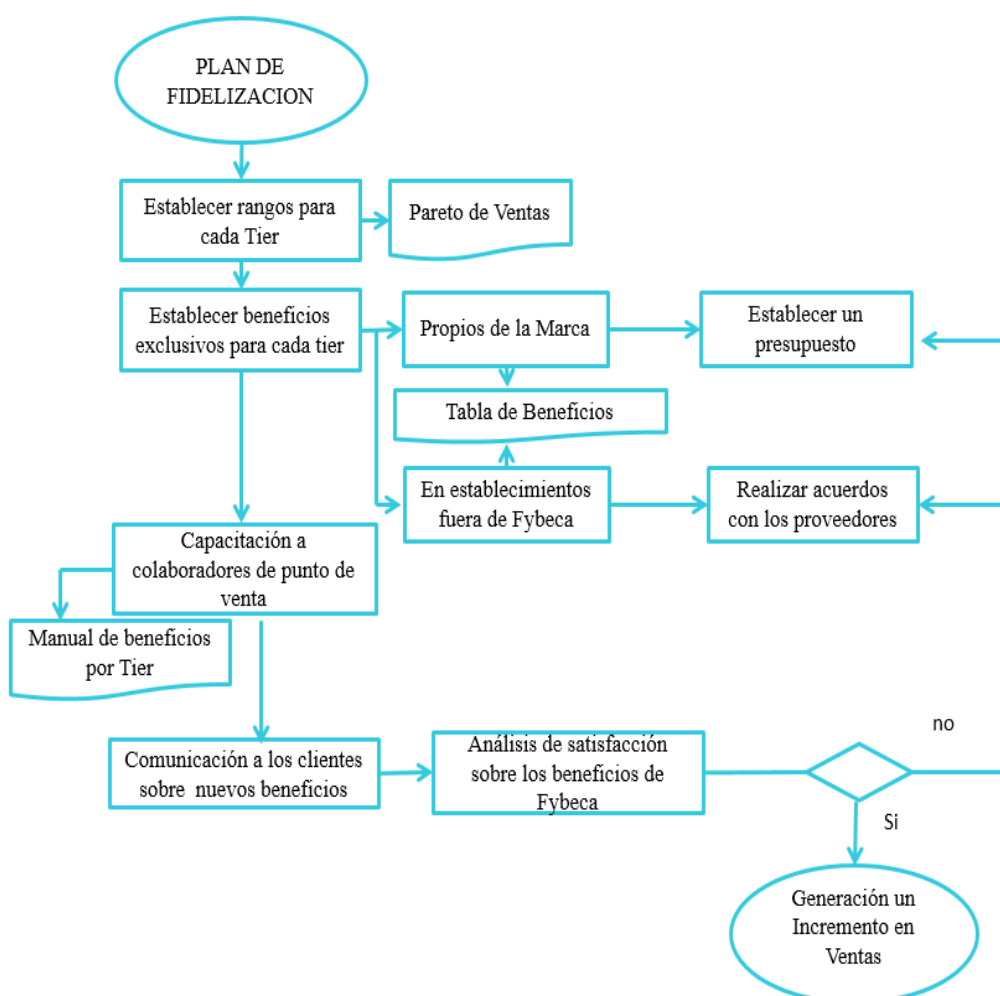 PLAN DE
FIDELIZACION
Establecer rangos para
cada Tier
Pareto de Ventas
Establecer beneficios
exclusivos para cada tier
Propios de la Marca
Establecer un
presupuesto
Tabla de Beneficios
En establecimientos
fuera de Fybeca
Realizar acuerdos
con los proveedores
Capacitación a
colaboradores de punto de
venta
Manual de beneficios
por Tier
Comunicación a los clientes
sobre nuevos beneficios
Análisis de satisfacción
sobre los beneficios de
Fybeca
no
Si
Generación un
Incremento en
Ventas